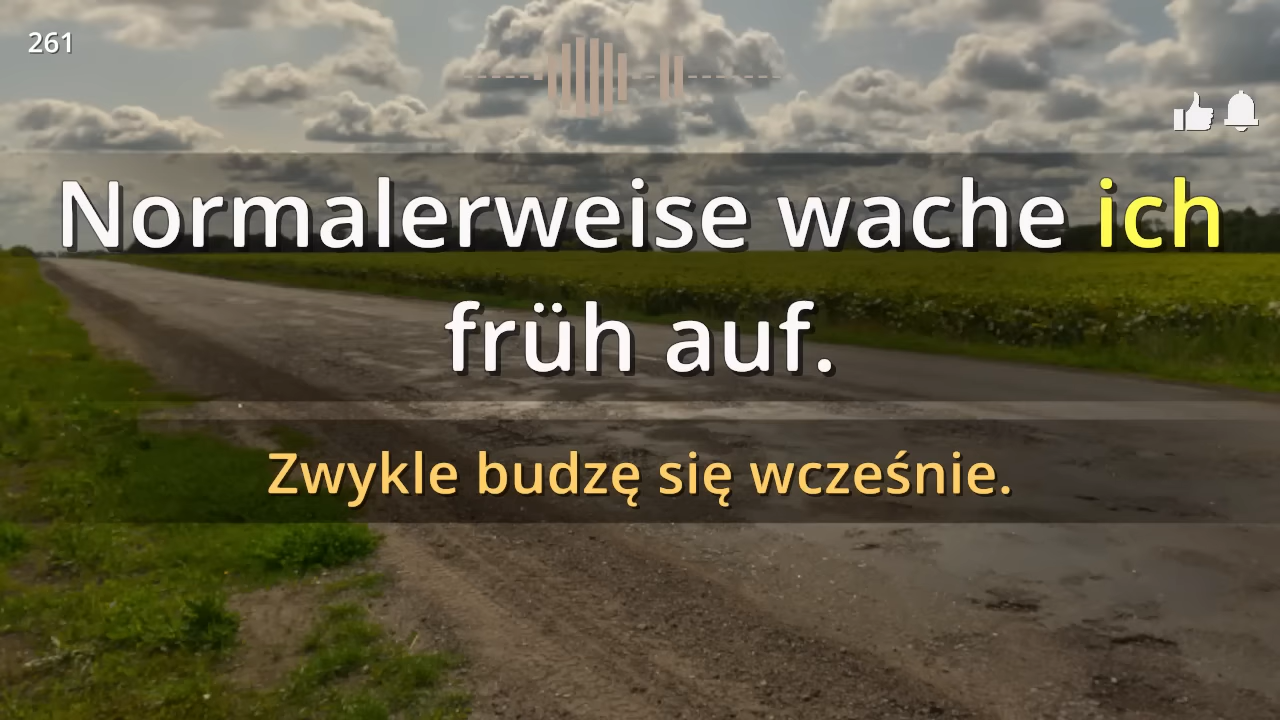 261
Normalerweise wache ich
früh auf.
Zwykle budzę się wcześnie.